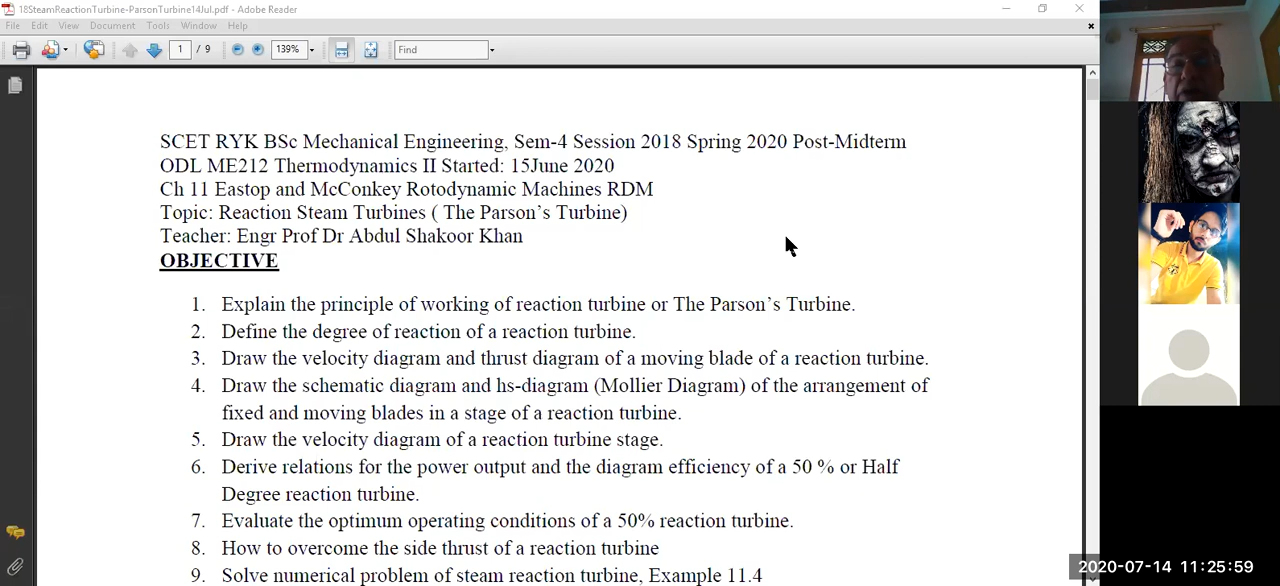 18SteamReactionTurbine-ParsonTurbine14Jul.pdf - Adobe Reader
File Edit View Document Tools Window Help
1 / 9 139% Find
SCET RYK BSc Mechanical Engineering, Sem-4 Session 2018 Spring 2020 Post-Midterm
ODL ME212 Thermodynamics II Started: 15June 2020
Ch 11 Eastop and McConkey Rotodynamic Machines RDM
Topic: Reaction Steam Turbines ( The Parson’s Turbine)
Teacher: Engr Prof Dr Abdul Shakoor Khan
OBJECTIVE
1. Explain the principle of working of reaction turbine or The Parson’s Turbine.
2. Define the degree of reaction of a reaction turbine.
3. Draw the velocity diagram and thrust diagram of a moving blade of a reaction turbine.
4. Draw the schematic diagram and hs-diagram (Mollier Diagram) of the arrangement of
fixed and moving blades in a stage of a reaction turbine.
5. Draw the velocity diagram of a reaction turbine stage.
6. Derive relations for the power output and the diagram efficiency of a 50 % or Half
Degree reaction turbine.
7. Evaluate the optimum operating conditions of a 50% reaction turbine.
8. How to overcome the side thrust of a reaction turbine
9. Solve numerical problem of steam reaction turbine, Example 11.4
2020-07-14 11:25:59